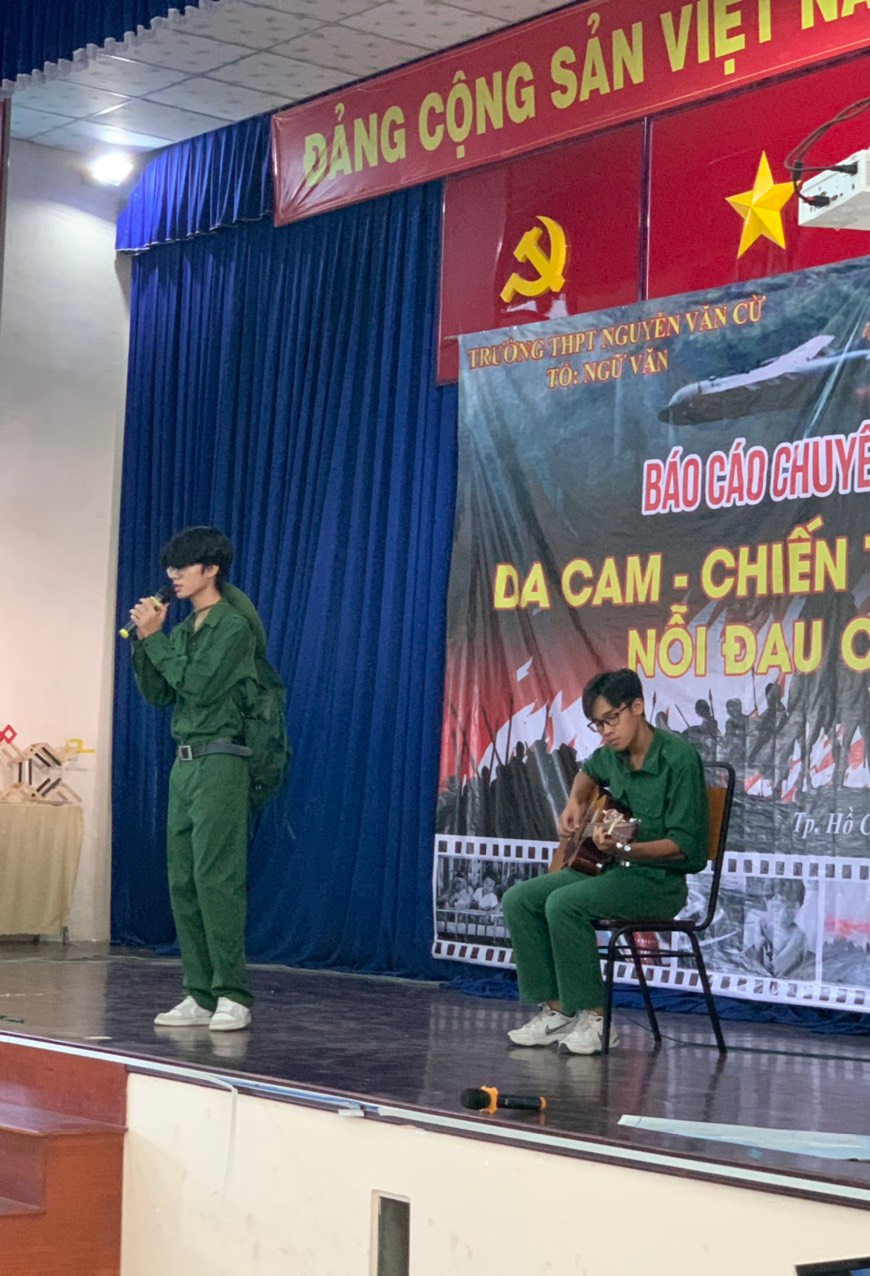 ĐẢNG CỘNG SẢN VIỆT NA
TRƯỜNG THPT NGUYỄN VĂN CỪ
TỔ: NGỮ VĂN
BÁO CÁO CHUYÊ
DA CAM - CHIẾN
NỖI ĐAU C
Tp. Hồ C